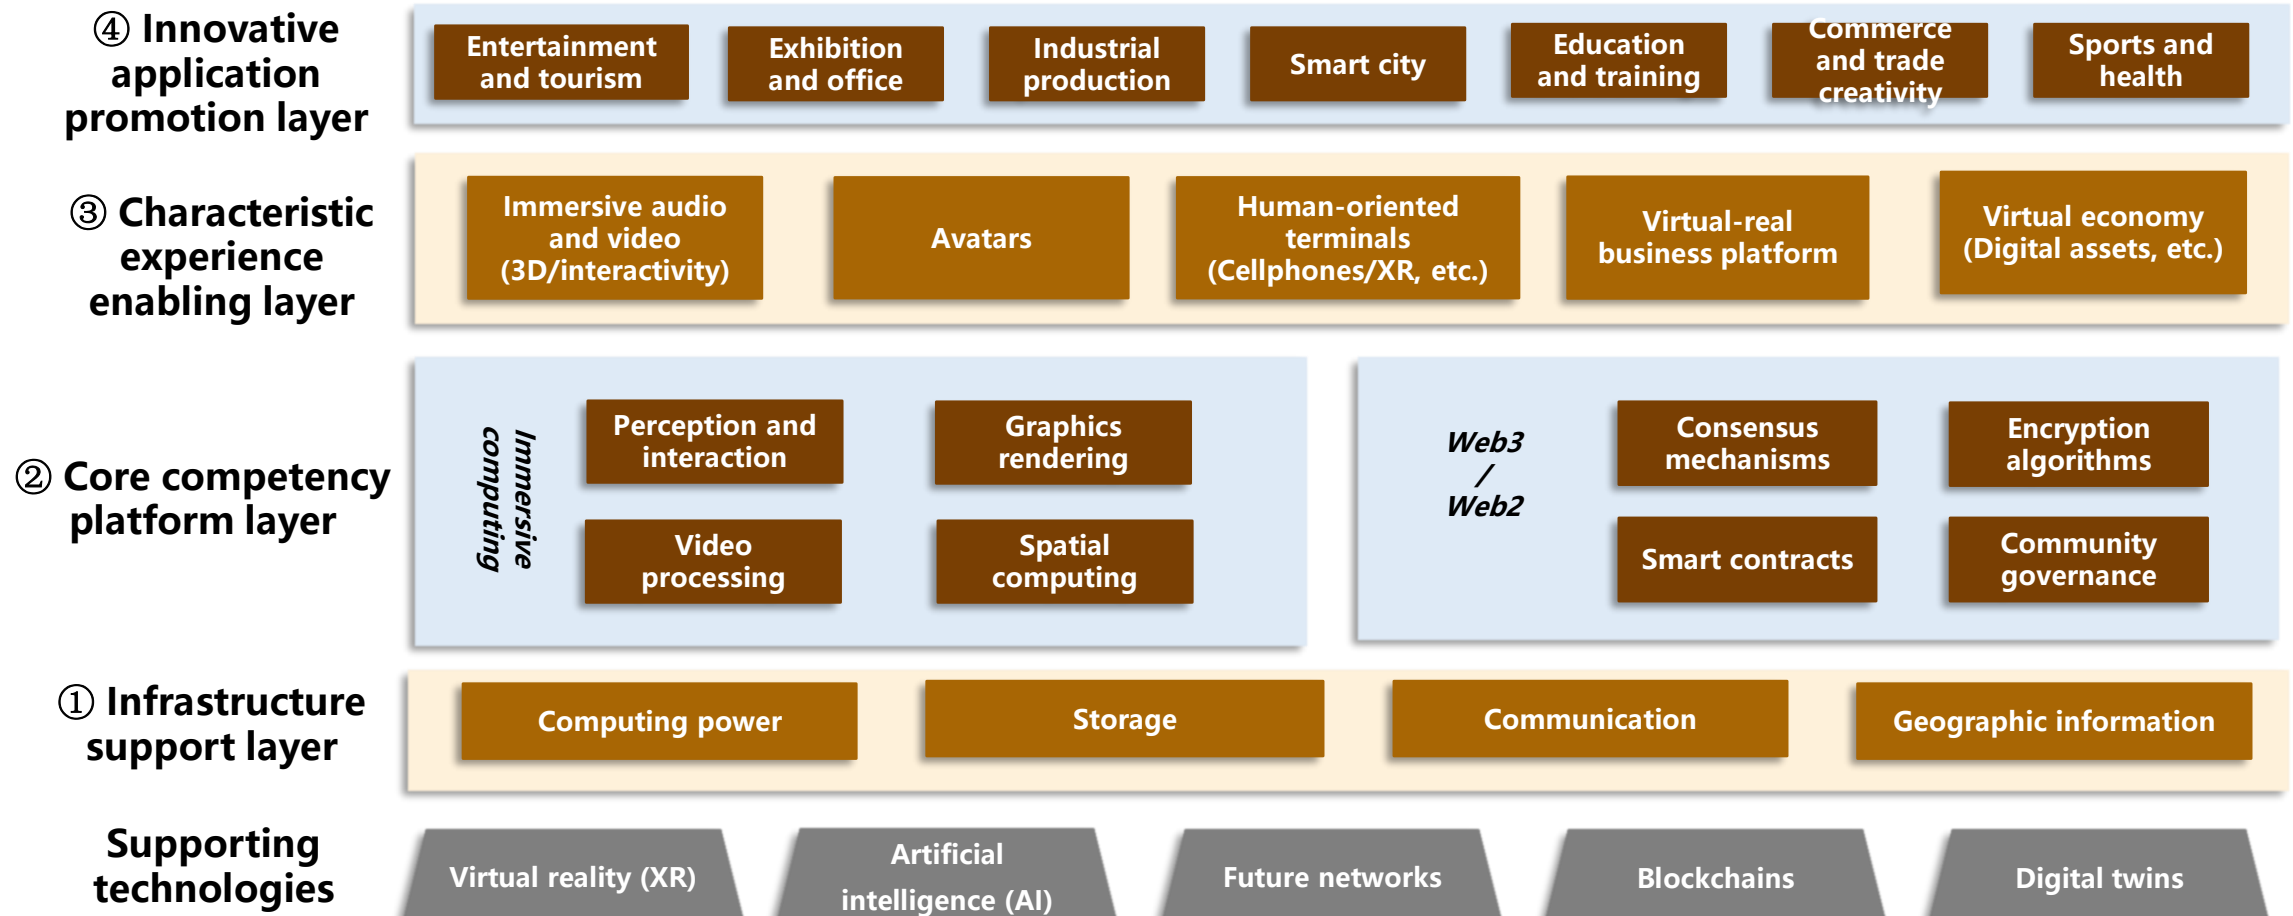 ④ Innovative
application
promotion layer
Entertainment
and tourism
Exhibition
and office
Industrial
production
Smart city
Education
and training
Commerce
and trade
creativity
Sports and
health
③ Characteristic
experience
enabling layer
Immersive audio
and video
(3D/interactivity)
Avatars
Human-oriented
terminals
(Cellphones/XR, etc.)
Virtual-real
business platform
Virtual economy
(Digital assets, etc.)
② Core competency
platform layer
Immersive
computing
Perception and
interaction
Graphics
rendering
Video
processing
Spatial
computing
Web3
/
Web2
Consensus
mechanisms
Encryption
algorithms
Smart contracts
Community
governance
① Infrastructure
support layer
Computing power
Storage
Communication
Geographic information
Supporting
technologies
Virtual reality (XR)
Artificial
intelligence (AI)
Future networks
Blockchains
Digital twins